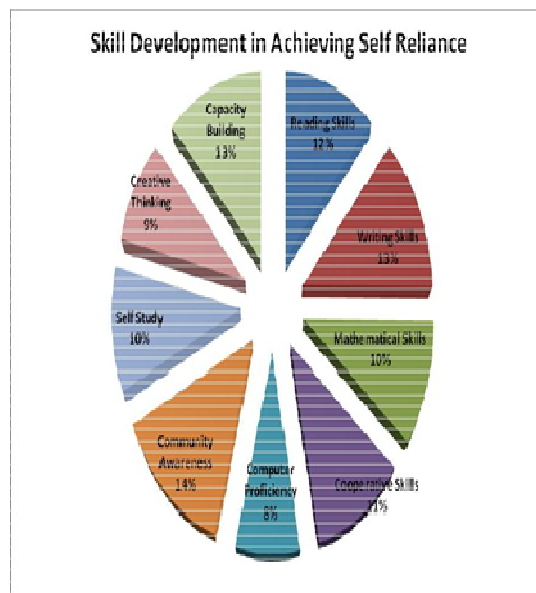 Skill Development in Achieving Self Reliance
Capacity
Building
13%
Reading Skills
12%
Creative
Thinking
9%
Writing Skills
13%
Self Study
10%
Mathematical Skills
10%
Community
Awareness
14%
Computer
Proficiency
8%
Cooperative Skills
11%